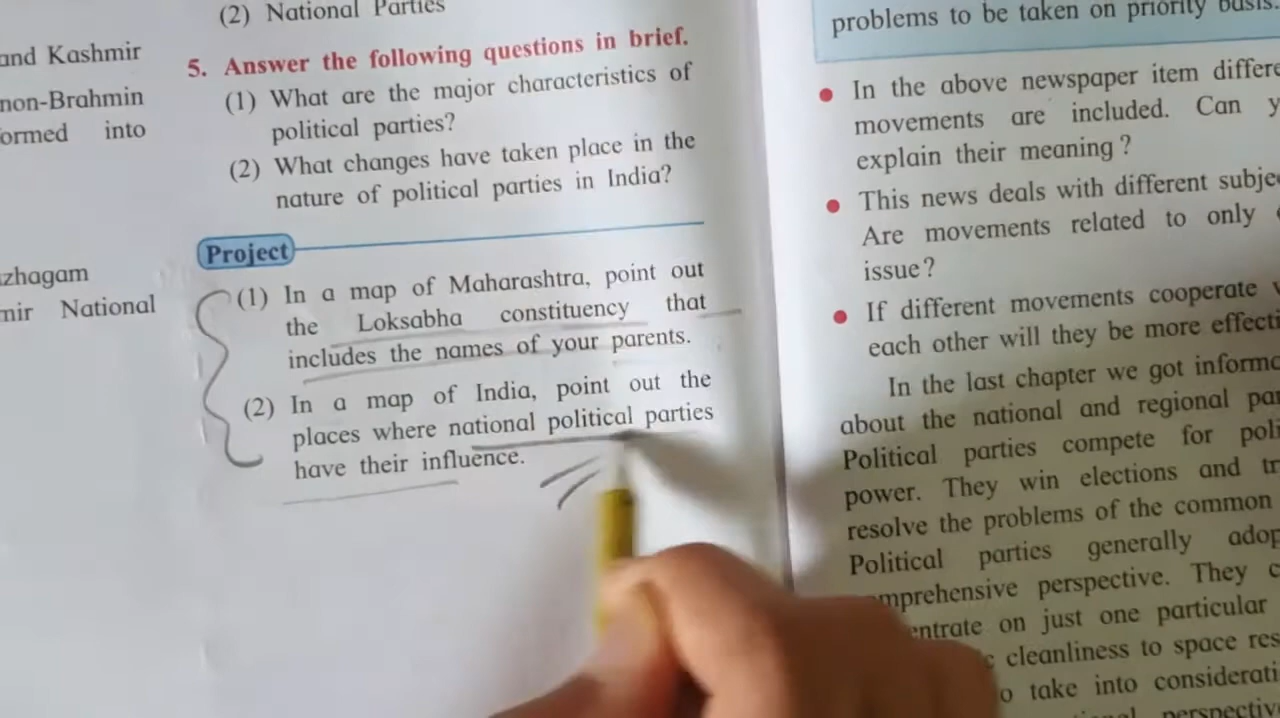 and Kashmir
non-Brahmin
ormed into
zhagam
mir National
(2) National Parties
5. Answer the following questions in brief.
(1) What are the major characteristics of
political parties?
(2) What changes have taken place in the
nature of political parties in India?
Project
(1) In a map of Maharashtra, point out
the Loksabha constituency that
includes the names of your parents.
(2) In a map of India, point out the
places where national political parties
have their influence.
problems to be taken on priority basis.
• In the above newspaper item differe
movements are included. Can y
explain their meaning ?
• This news deals with different subje
Are movements related to only
issue?
• If different movements cooperate
each other will they be more effecti
In the last chapter we got informa
about the national and regional par
Political parties compete for poli
power. They win elections and tr
resolve the problems of the common
Political parties generally adop
mprehensive perspective. They c
entrate on just one particular
cleanliness to space res
o take into considerati
perspectiv